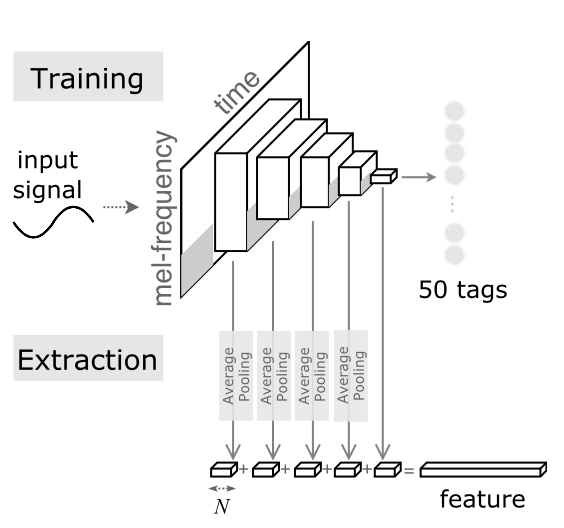 Training
time
input
signal
mel-frequency
50 tags
Extraction
Average
Pooling
Average
Pooling
Average
Pooling
Average
Pooling
+ + + + =
N
feature